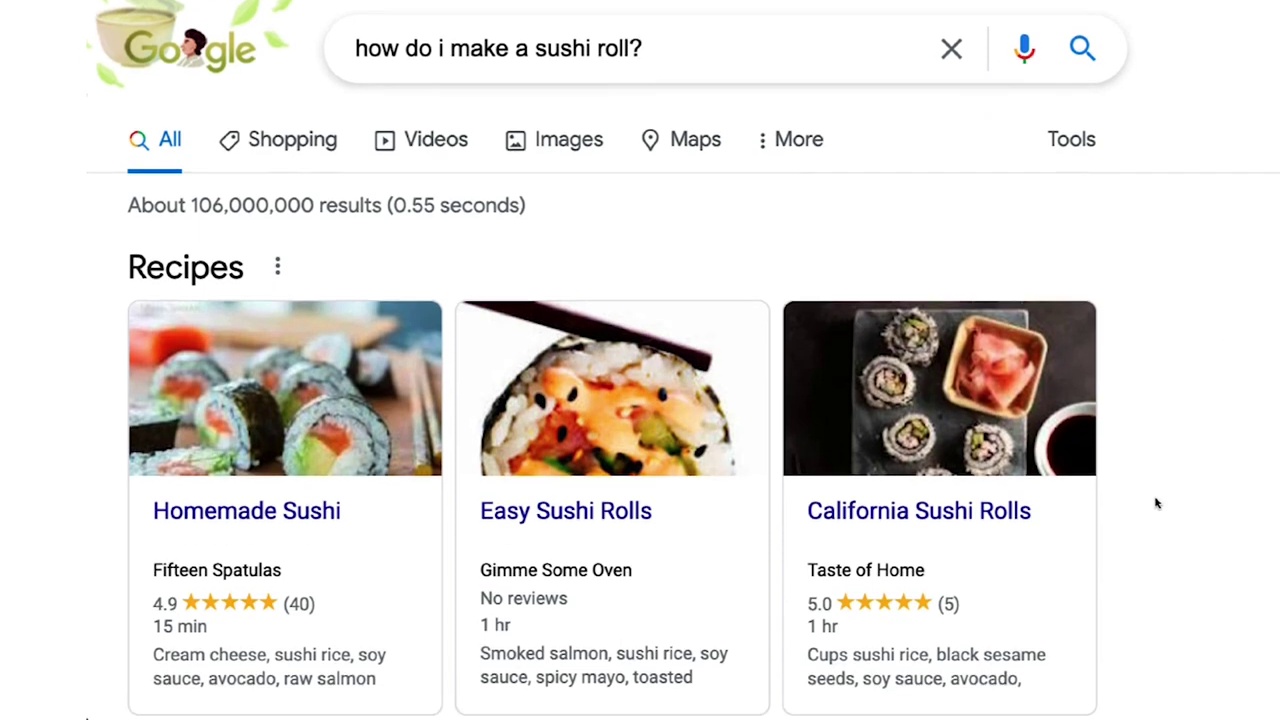 Google
how do i make a sushi roll?
All Shopping Videos Images Maps More Tools
About 106,000,000 results (0.55 seconds)
Recipes
Homemade Sushi
Fifteen Spatulas
4.9 (40)
15 min
Cream cheese, sushi rice, soy
sauce, avocado, raw salmon
Easy Sushi Rolls
Gimme Some Oven
No reviews
1 hr
Smoked salmon, sushi rice, soy
sauce, spicy mayo, toasted
California Sushi Rolls
Taste of Home
5.0 (5)
1 hr
Cups sushi rice, black sesame
seeds, soy sauce, avocado,